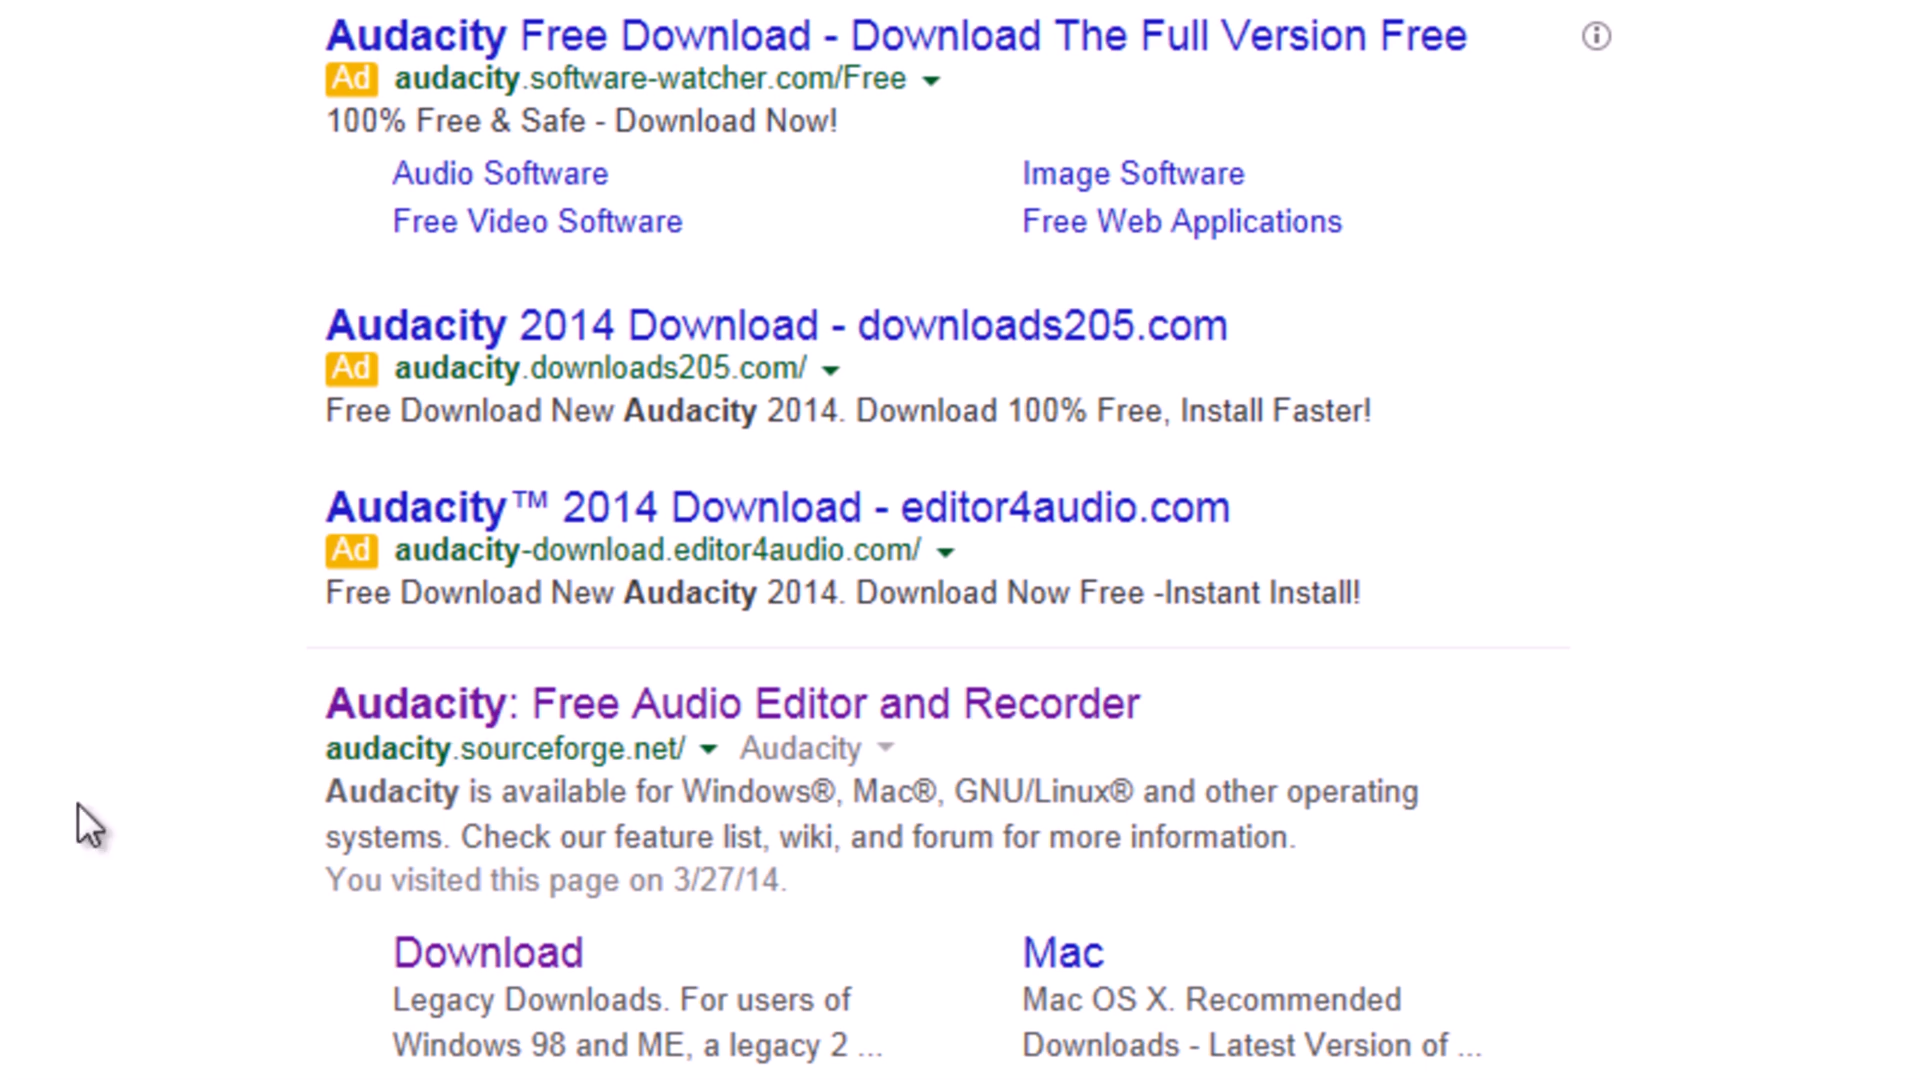 Audacity Free Download - Download The Full Version Free
Ad audacity.software-watcher.com/Free
100% Free & Safe - Download Now!
Audio Software Image Software
Free Video Software Free Web Applications
Audacity 2014 Download - downloads205.com
Ad audacity.downloads205.com/
Free Download New Audacity 2014. Download 100% Free, Install Faster!
Audacity™ 2014 Download - editor4audio.com
Ad audacity-download.editor4audio.com/
Free Download New Audacity 2014. Download Now Free -Instant Install!
Audacity: Free Audio Editor and Recorder
audacity.sourceforge.net/ Audacity
Audacity is available for Windows®, Mac®, GNU/Linux® and other operating
systems. Check our feature list, wiki, and forum for more information.
You visited this page on 3/27/14.
Download
Legacy Downloads. For users of
Windows 98 and ME, a legacy 2 ...
Mac
Mac OS X. Recommended
Downloads - Latest Version of ...